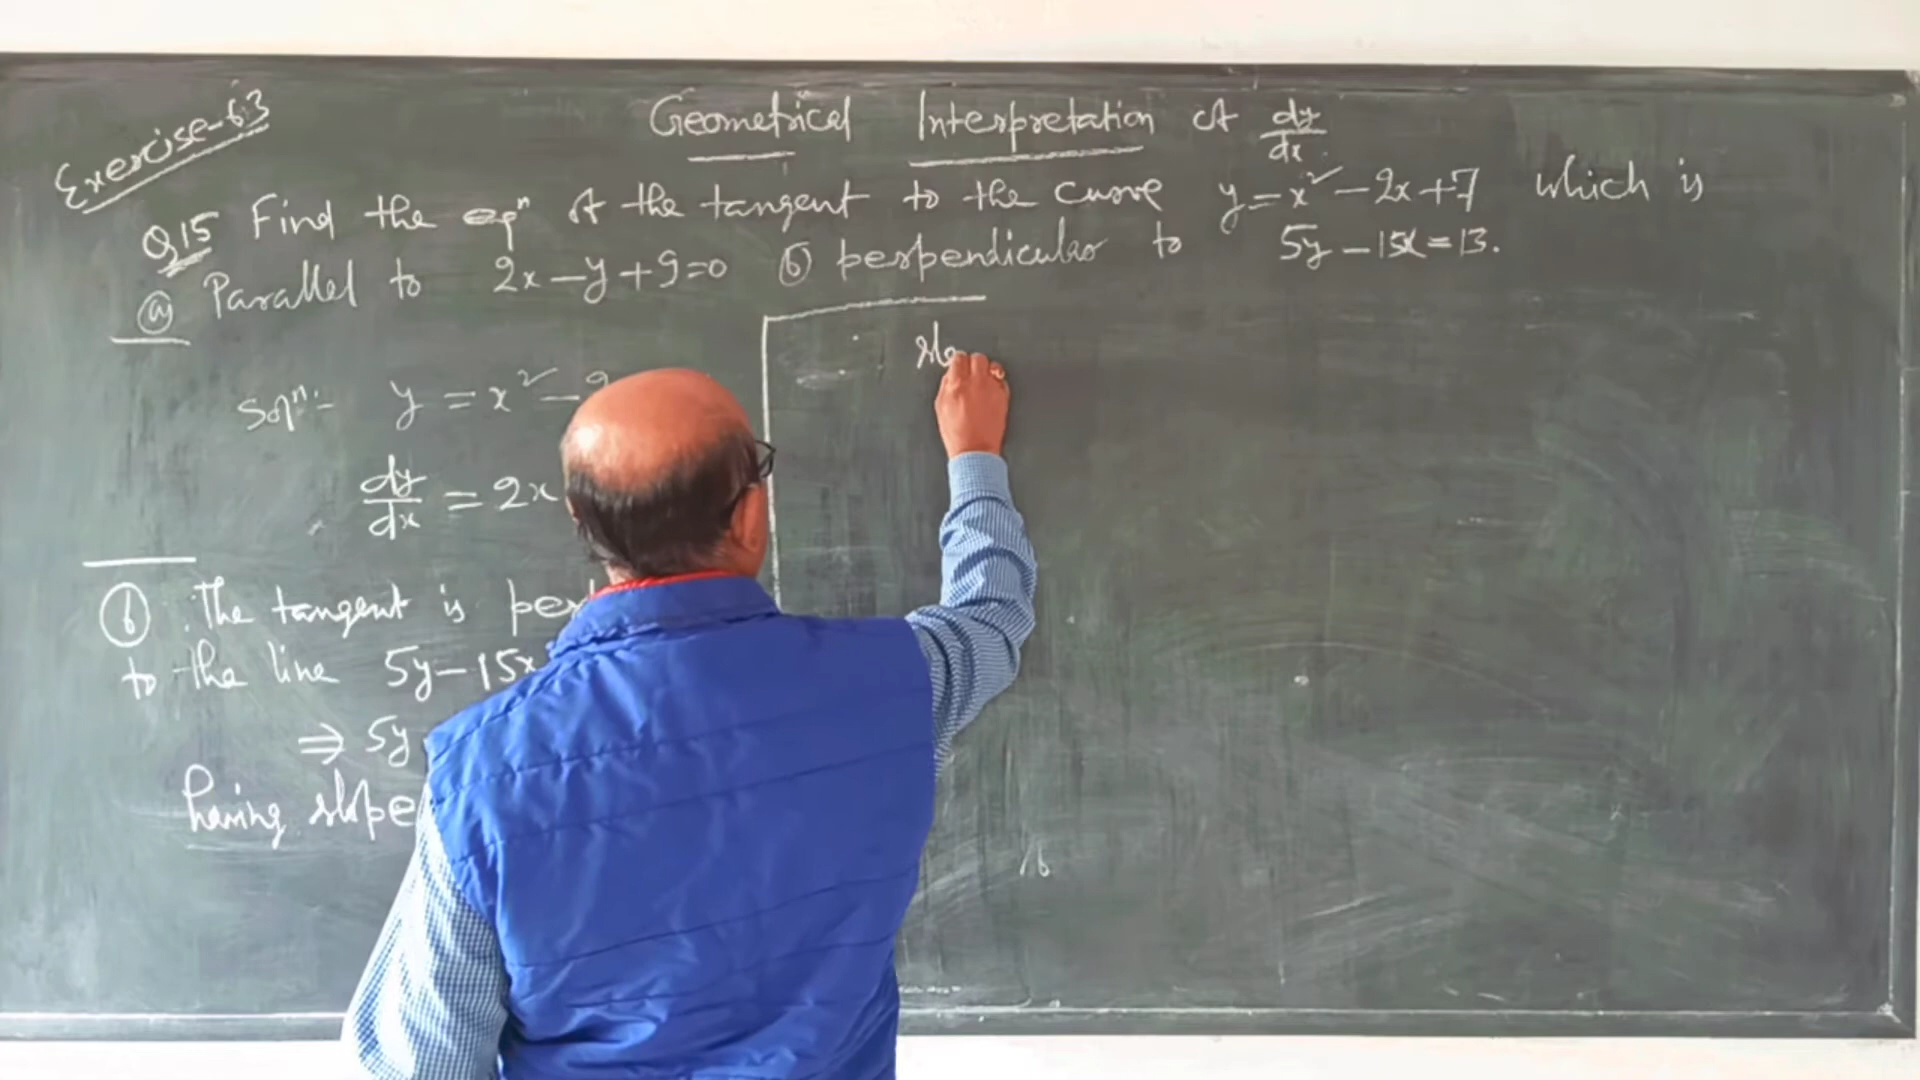 Exercise-6.3
Geometrical Interpretation of dy/dx
Q15 Find the eqⁿ of the tangent to the curve y = x² - 2x + 7 which is
(a) Parallel to 2x - y + 9 = 0 (b) perpendicular to 5y - 15x = 13.
Solⁿ:- y = x² -
dy/dx = 2x
(b) The tangent is
to the line 5y - 15x
⇒ 5y
having slope